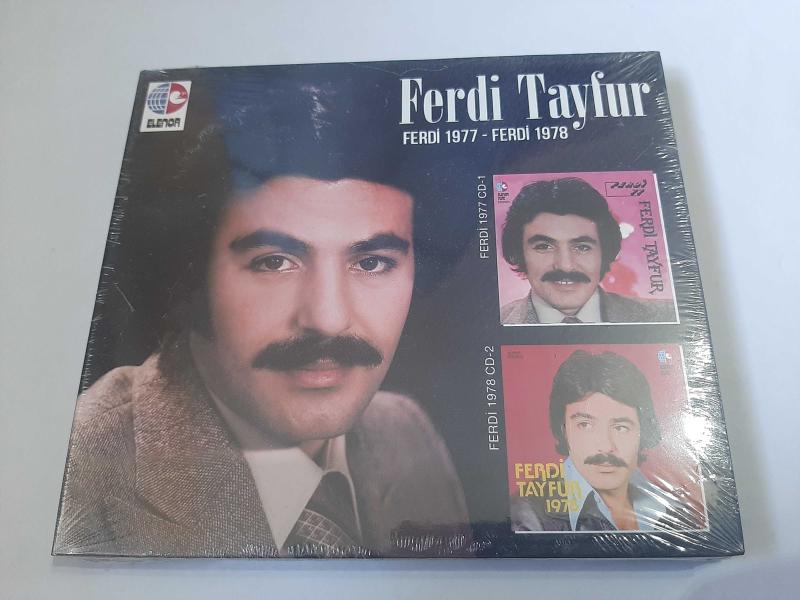 ELENOR
Ferdi Tayfur
FERDİ 1977 - FERDİ 1978
FERDİ 1977 CD-1
FERDİ TAYFUR
FERDİ 1978 CD-2
FERDİ
TAYFUR
1978